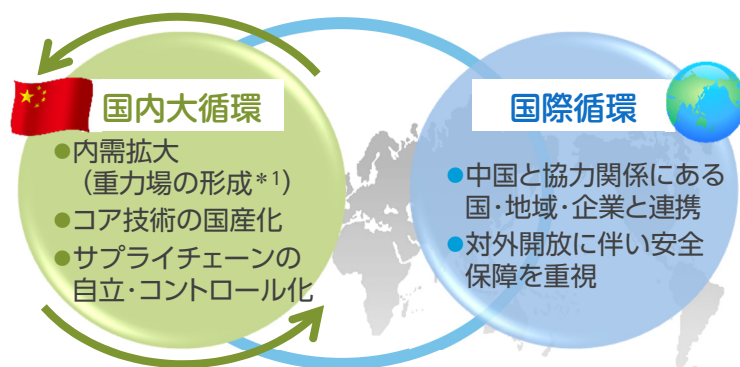 国内大循環
●内需拡大
（重力場の形成*1）
●コア技術の国産化
●サプライチェーンの
自立・コントロール化
国際循環
●中国と協力関係にある
国・地域・企業と連携
●対外開放に伴い安全
保障を重視